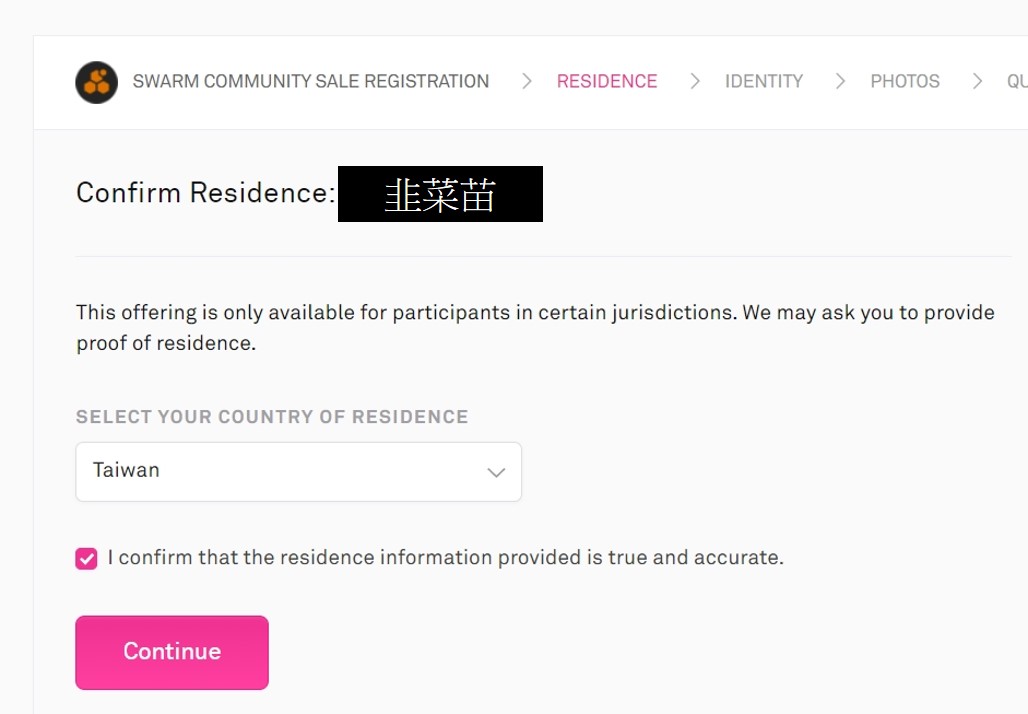 SWARM COMMUNITY SALE REGISTRATION > RESIDENCE > IDENTITY > PHOTOS >
Confirm Residence: 韭菜苗
This offering is only available for participants in certain jurisdictions. We may ask you to provide
proof of residence.
SELECT YOUR COUNTRY OF RESIDENCE
Taiwan
I confirm that the residence information provided is true and accurate.
Continue